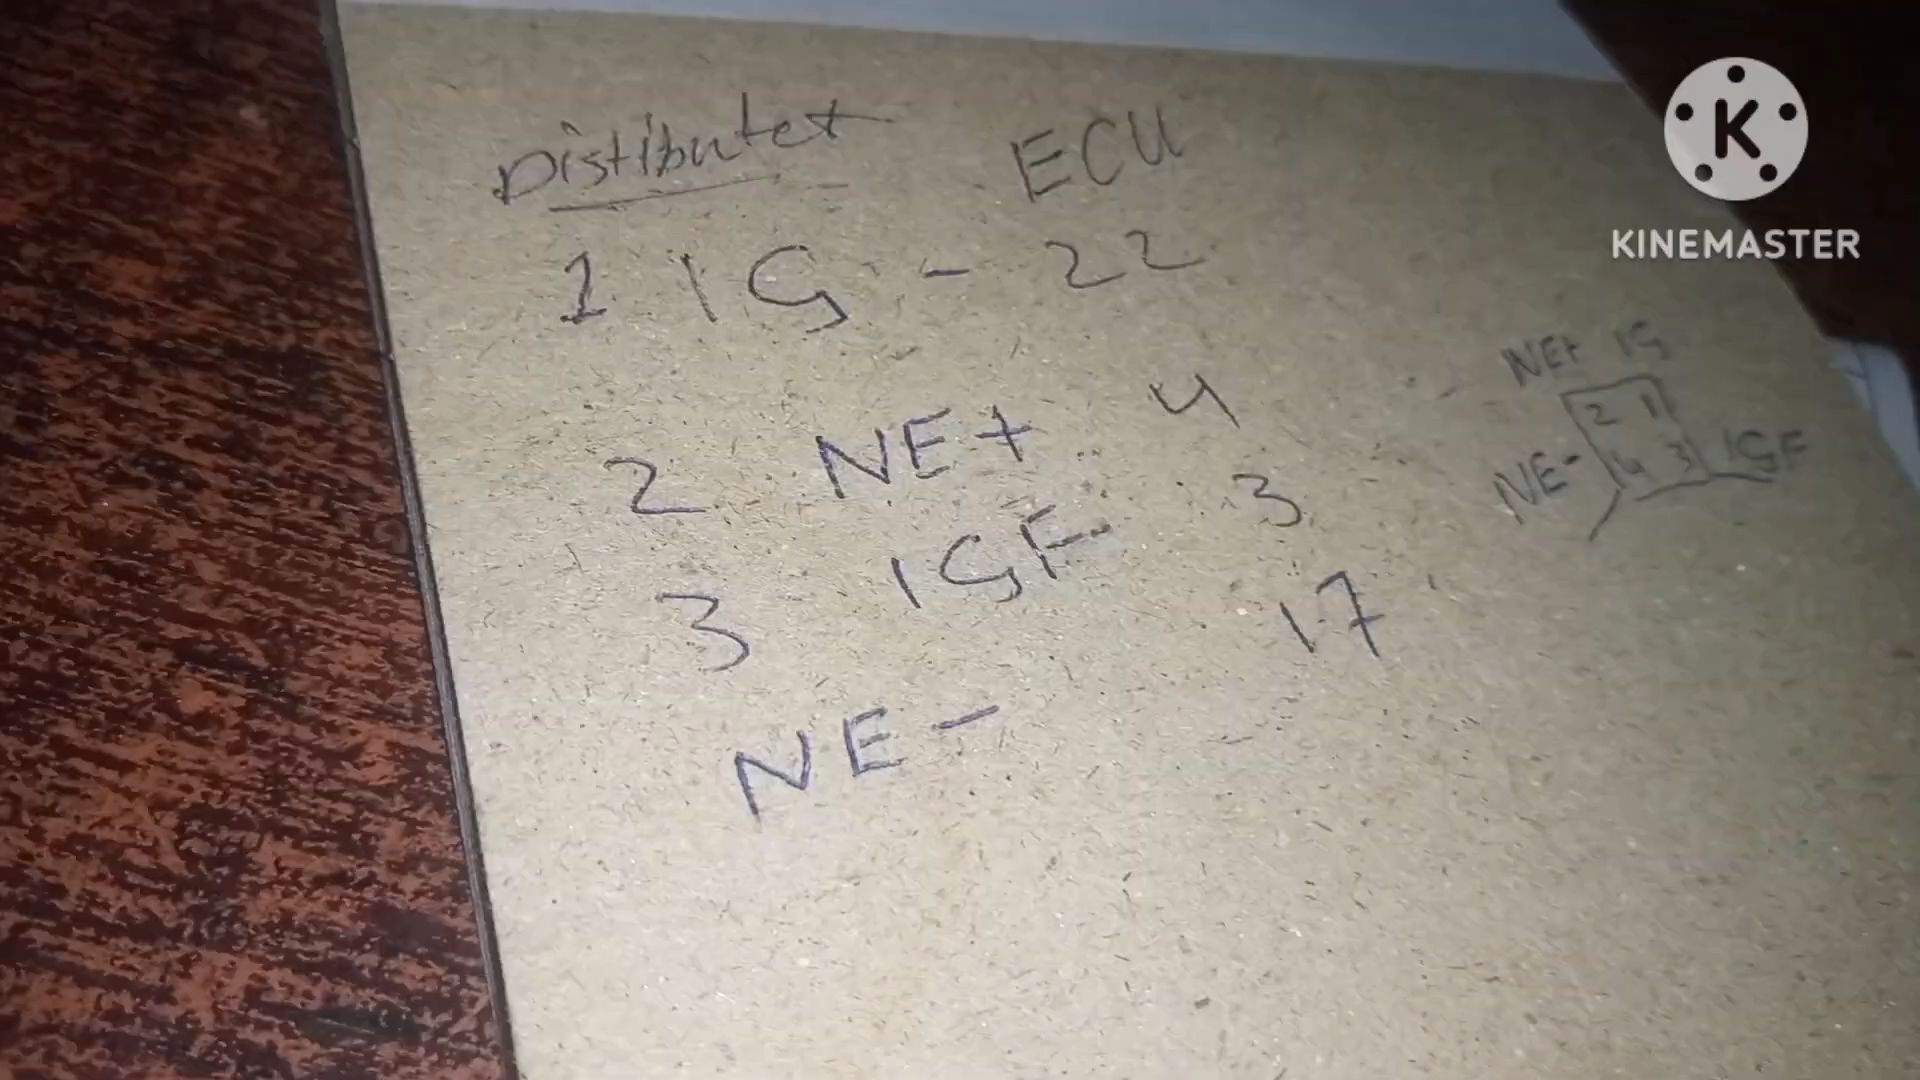 Distibuter ECU
1 IG - 22
2 NE+ 4
3 IGF 3
NE- 17
NE+ IG
2 1
NE- 4 3 IGF
K
KINEMASTER